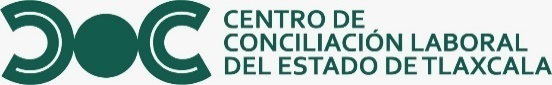 CENTRO DE
CONCILIACIÓN LABORAL
DEL ESTADO DE TLAXCALA